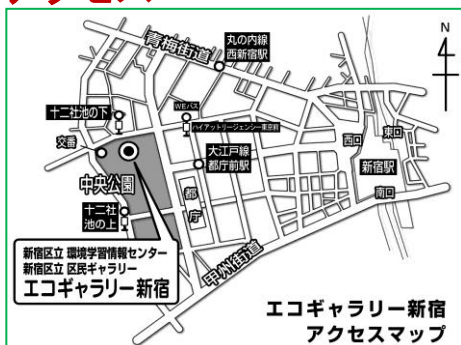 アクセス
N
青梅街道
丸の内線
西新宿駅
十二社池の下
WEバス
ハイアットリージェンシー東京前
交番
大江戸線
都庁前駅
西口
東口
新宿駅
南口
中央公園
都庁
十二社
池の上
甲州街道
新宿区立 環境学習情報センター
新宿区立 区民ギャラリー
エコギャラリー新宿
エコギャラリー新宿
アクセスマップ